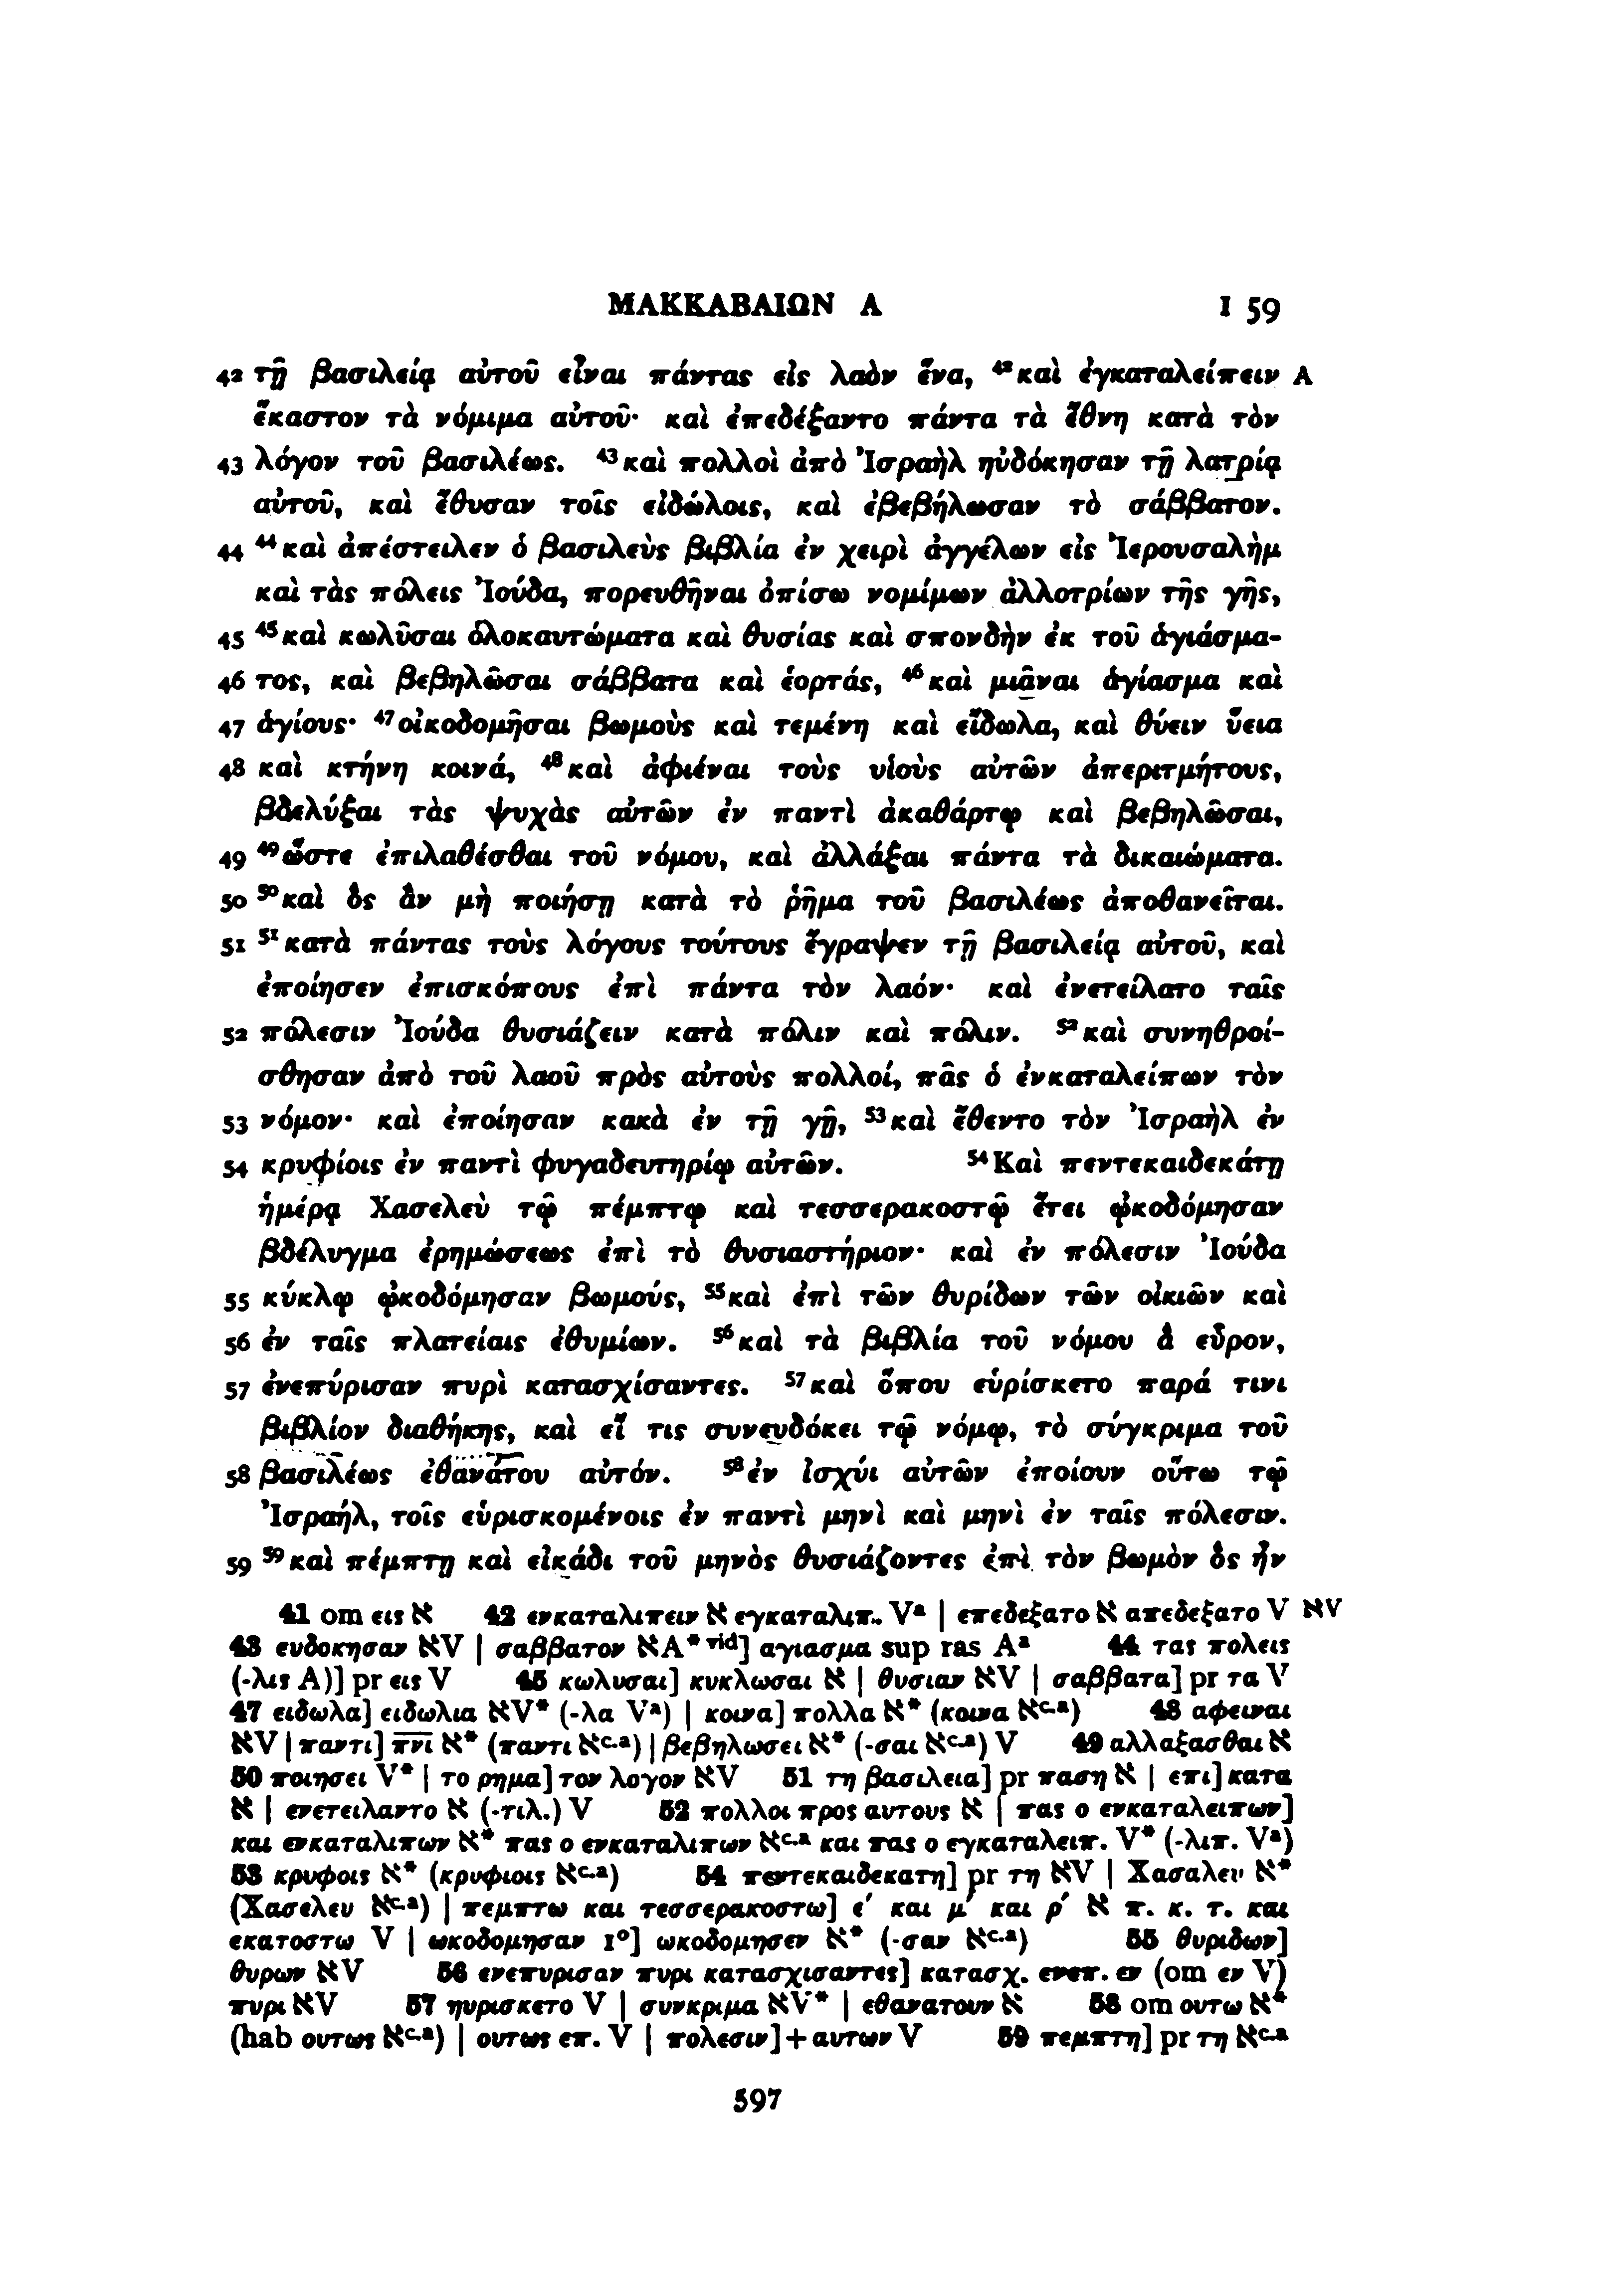 ΜΑΚΚΑΒΑΙΩΝ Α I 59
42 τῇ βασιλείᾳ αὐτοῦ εἶναι πάντας εἰς λαὸν ἕνα, ⁴²καὶ ἐγκαταλείπειν A
ἕκαστον τὰ νόμιμα αὐτοῦ· καὶ ἐπεδέξαντο πάντα τὰ ἔθνη κατὰ τὸν
43 λόγον τοῦ βασιλέως. ⁴³καὶ πολλοὶ ἀπὸ Ἰσραὴλ ηὐδόκησαν τῇ λατρίᾳ
αὐτοῦ, καὶ ἔθυσαν τοῖς εἰδώλοις, καὶ ἐβεβήλωσαν τὸ σάββατον.
44 ⁴⁴καὶ ἀπέστειλεν ὁ βασιλεὺς βιβλία ἐν χειρὶ ἀγγέλων εἰς Ἰερουσαλὴμ
καὶ τὰς πόλεις Ἰούδα, πορευθῆναι ὀπίσω νομίμων ἀλλοτρίων τῆς γῆς,
45 ⁴⁵καὶ κωλῦσαι ὁλοκαυτώματα καὶ θυσίας καὶ σπονδὴν ἐκ τοῦ ἁγιάσμα-
46 τος, καὶ βεβηλῶσαι σάββατα καὶ ἑορτάς, ⁴⁶καὶ μιᾶναι ἁγίασμα καὶ
47 ἁγίους· ⁴⁷οἰκοδομῆσαι βωμοὺς καὶ τεμένη καὶ εἴδωλα, καὶ θύειν ὕεια
48 καὶ κτήνη κοινά, ⁴⁸καὶ ἀφιέναι τοὺς υἱοὺς αὐτῶν ἀπεριτμήτους,
βδελύξαι τὰς ψυχὰς αὐτῶν ἐν παντὶ ἀκαθάρτῳ καὶ βεβηλῶσαι,
49 ⁴⁹ὥστε ἐπιλαθέσθαι τοῦ νόμου, καὶ ἀλλάξαι πάντα τὰ δικαιώματα.
50 ⁵⁰καὶ ὃς ἂν μὴ ποιήσῃ κατὰ τὸ ῥῆμα τοῦ βασιλέως ἀποθανεῖται.
51 ⁵¹κατὰ πάντας τοὺς λόγους τούτους ἔγραψεν τῇ βασιλείᾳ αὐτοῦ, καὶ
ἐποίησεν ἐπισκόπους ἐπὶ πάντα τὸν λαόν· καὶ ἐνετείλατο ταῖς
52 πόλεσιν Ἰούδα θυσιάζειν κατὰ πόλιν καὶ πόλιν. ⁵²καὶ συνηθροί-
σθησαν ἀπὸ τοῦ λαοῦ πρὸς αὐτοὺς πολλοί, πᾶς ὁ ἐνκαταλείπων τὸν
53 νόμον· καὶ ἐποίησαν κακὰ ἐν τῇ γῇ, ⁵³καὶ ἔθεντο τὸν Ἰσραὴλ ἐν
54 κρυφίοις ἐν παντὶ φυγαδευτηρίῳ αὐτῶν. ⁵⁴Καὶ πεντεκαιδεκάτῃ
ἡμέρᾳ Χασελεὺ τῷ πέμπτῳ καὶ τεσσερακοστῷ ἔτει ᾠκοδόμησαν
βδέλυγμα ἐρημώσεως ἐπὶ τὸ θυσιαστήριον· καὶ ἐν πόλεσιν Ἰούδα
55 κύκλῳ ᾠκοδόμησαν βωμούς, ⁵⁵καὶ ἐπὶ τῶν θυρίδων τῶν οἰκιῶν καὶ
56 ἐν ταῖς πλατείαις ἐθυμίων. ⁵⁶καὶ τὰ βιβλία τοῦ νόμου ἃ εὗρον,
57 ἐνεπύρισαν πυρὶ κατασχίσαντες. ⁵⁷καὶ ὅπου εὑρίσκετο παρά τινι
βιβλίον διαθήκης, καὶ εἴ τις συνευδόκει τῷ νόμῳ, τὸ σύγκριμα τοῦ
58 βασιλέως ἐθανάτου αὐτόν. ⁵⁸ἐν ἰσχύι αὐτῶν ἐποίουν οὕτω τῷ
Ἰσραήλ, τοῖς εὑρισκομένοις ἐν παντὶ μηνὶ καὶ μηνὶ ἐν ταῖς πόλεσιν.
59 ⁵⁹καὶ πέμπτῃ καὶ εἰκάδι τοῦ μηνὸς θυσιάζοντες ἐπὶ τὸν βωμὸν ὃς ἦν
41 om εις א 42 ενκαταλιπειν א εγκαταλιπ. Vᵃ | επεδεξατο א απεδεξατο V אV
43 ευδοκησαν אV | σαββατον אA*ᵛⁱᵈ] αγιασμα sup ras Aᵃ 44 τας πολεις
(-λις A)] pr εις V 45 κωλυσαι] κυκλωσαι א | θυσιαν אV | σαββατα] pr τα V
47 ειδωλα] ειδωλια אV* (-λα Vᵃ) | κοινα] πολλα א* (κοινα אᶜ·ᵃ) 48 αφειναι
אV | παντι] π̅ν̅ι̅ א* (παντι אᶜ·ᵃ) | βεβηλωσει א* (-σαι אᶜ·ᵃ) V 49 αλλαξασθαι א
50 ποιησει V* | το ρημα] τον λογον אV 51 τη βασιλεια] pr παση א | επι] κατα
א | ενετειλαντο א (-τιλ.) V 52 πολλοι προς αυτους א | πας ο ενκαταλειπων]
και ενκαταλιπων א* πας ο ενκαταλιπων אᶜ·ᵃ και πας ο εγκαταλειπ. V* (-λιπ. Vᵃ)
53 κρυφοις א* (κρυφιοις אᶜ·ᵃ) 54 πεντεκαιδεκατη] pr τη אV | Χασαλευ א*
(Χασελευ אᶜ·ᵃ) | πεμπτω και τεσσερακοστω] ε´ και μ´ και ρ´ א π. κ. τ. και
εκατοστω V | ωκοδομησαν 1°] ωκοδομησεν א* (-σαν אᶜ·ᵃ) 55 θυριδων]
θυρων אV 56 ενεπυρισαν πυρι κατασχισαντες] κατασχ. ενεπ. εν (om εν V)
πυρι אV 57 ηυρισκετο V | συνκριμα אV* | εθανατουν א 58 om ουτω א*
(hab ουτως אᶜ·ᵃ) | ουτως επ. V | πολεσιν] + αυτων V 59 πεμπτη] pr τη אᶜ·ᵃ
597